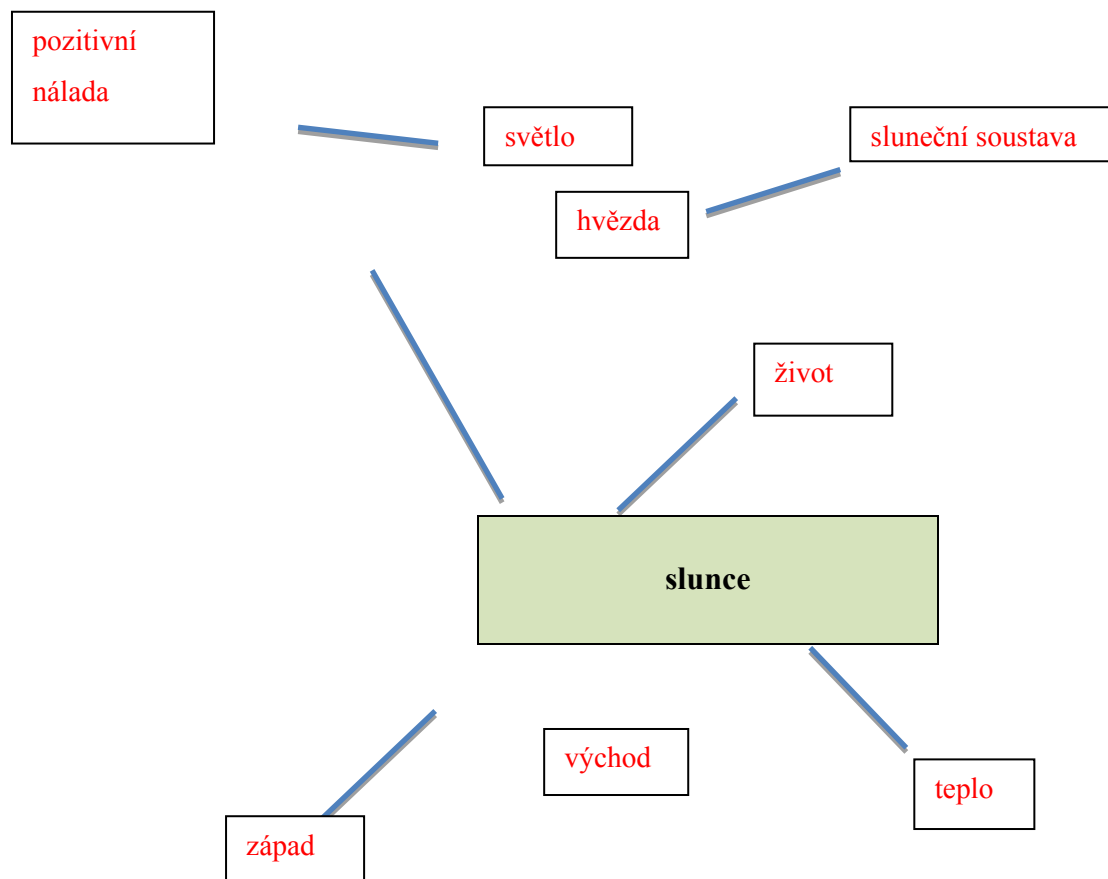 pozitivní
nálada
světlo
sluneční soustava
hvězda
život
slunce
východ
teplo
západ